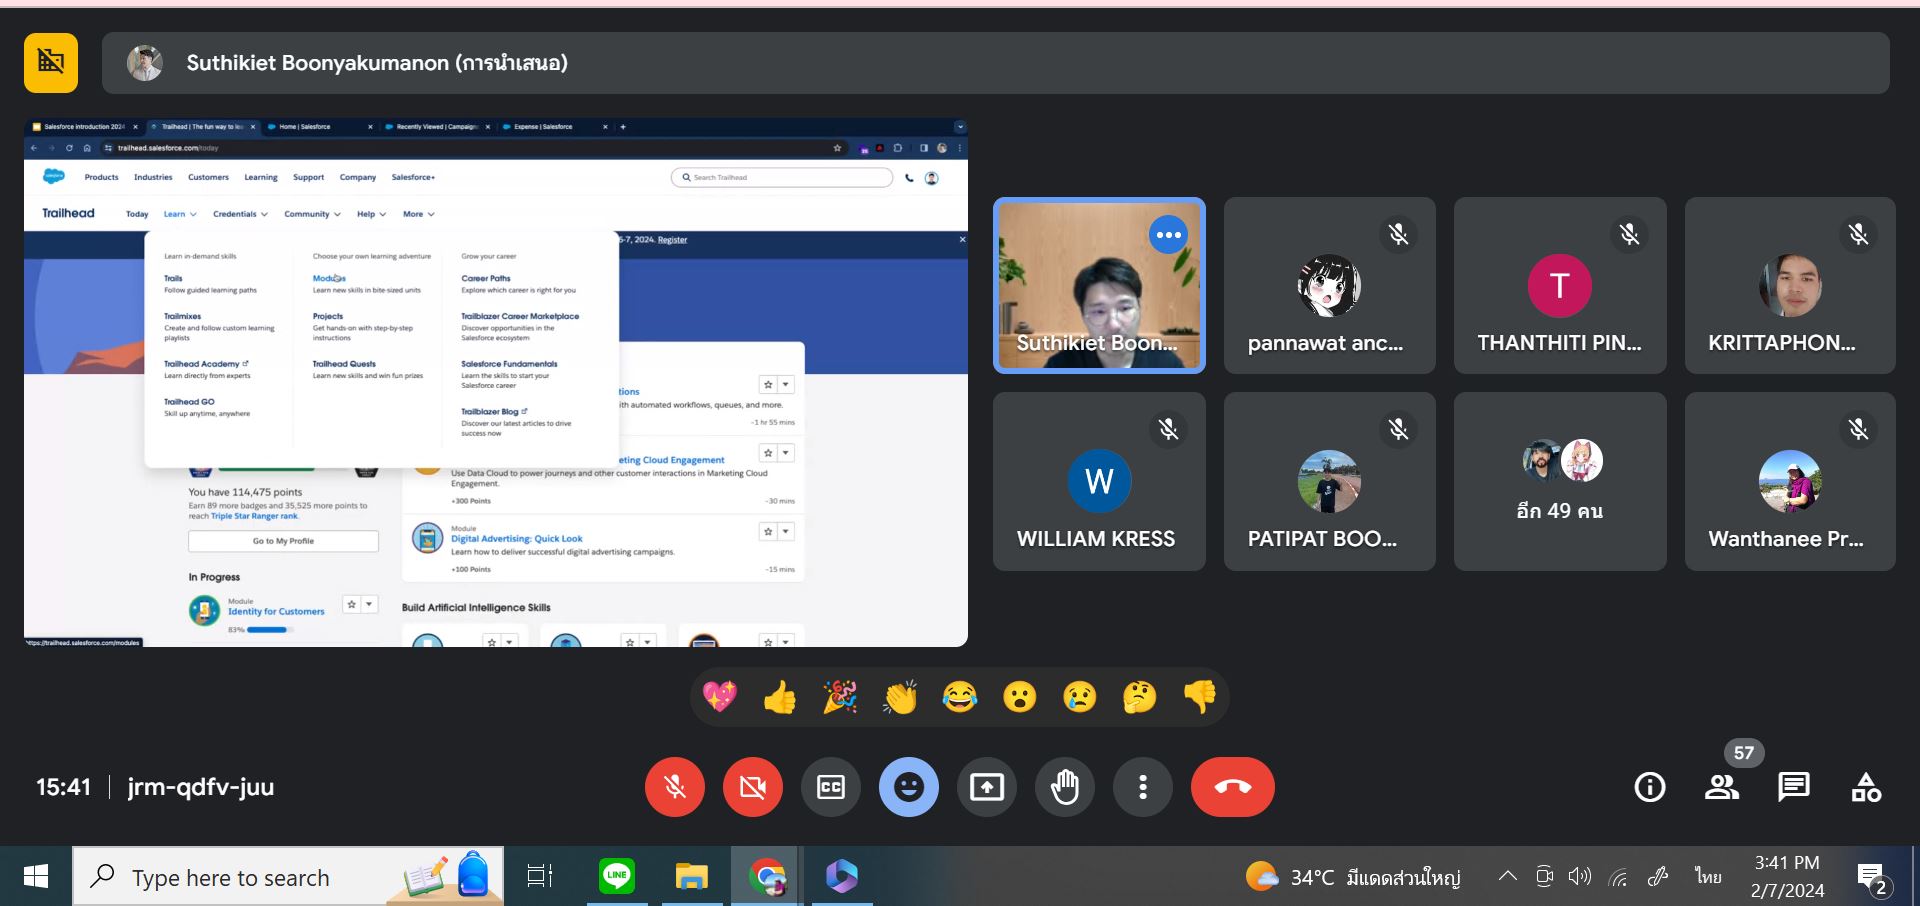 Suthikiet Boonyakumanon (การนำเสนอ)
Salesforce introduction 2024
Trailhead | The fun way to lea
Home | Salesforce
Recently Viewed | Campaigns
Expense | Salesforce
trailhead.salesforce.com/today
salesforce
Products
Industries
Customers
Learning
Support
Company
Salesforce+
Search Trailhead
Trailhead
Today
Learn
Credentials
Community
Help
More
6-7, 2024. Register
Learn in-demand skills
Trails
Follow guided learning paths
Trailmixes
Create and follow custom learning
playlists
Trailhead Academy
Learn directly from experts
Trailhead GO
Skill up anytime, anywhere
Choose your own learning adventure
Modules
Learn new skills in bite-sized units
Projects
Get hands-on with step-by-step
instructions
Trailhead Quests
Learn new skills and win fun prizes
Grow your career
Career Paths
Explore which career is right for you
Trailblazer Career Marketplace
Discover opportunities in the
Salesforce ecosystem
Salesforce Fundamentals
Learn the skills to start your
Salesforce career
Trailblazer Blog
Discover our latest articles to drive
success now
tions
ith automated workflows, queues, and more.
~1 hr 55 mins
eting Cloud Engagement
Use Data Cloud to power journeys and other customer interactions in Marketing Cloud
Engagement.
+300 Points
~30 mins
Module
Digital Advertising: Quick Look
Learn how to deliver successful digital advertising campaigns.
+100 Points
~15 mins
You have 114,475 points
Earn 89 more badges and 35,525 more points to
reach Triple Star Ranger rank.
Go to My Profile
In Progress
Module
Identity for Customers
83%
Build Artificial Intelligence Skills
https://trailhead.salesforce.com/modules
Suthikiet Boon...
pannawat anc...
T
THANTHITI PIN...
KRITTAPHON...
W
WILLIAM KRESS
PATIPAT BOO...
อีก 49 คน
Wanthanee Pr...
15:41
jrm-qdfv-juu
CC
57
Type here to search
LINE
34°C มีแดดส่วนใหญ่
ไทย
3:41 PM
2/7/2024
2